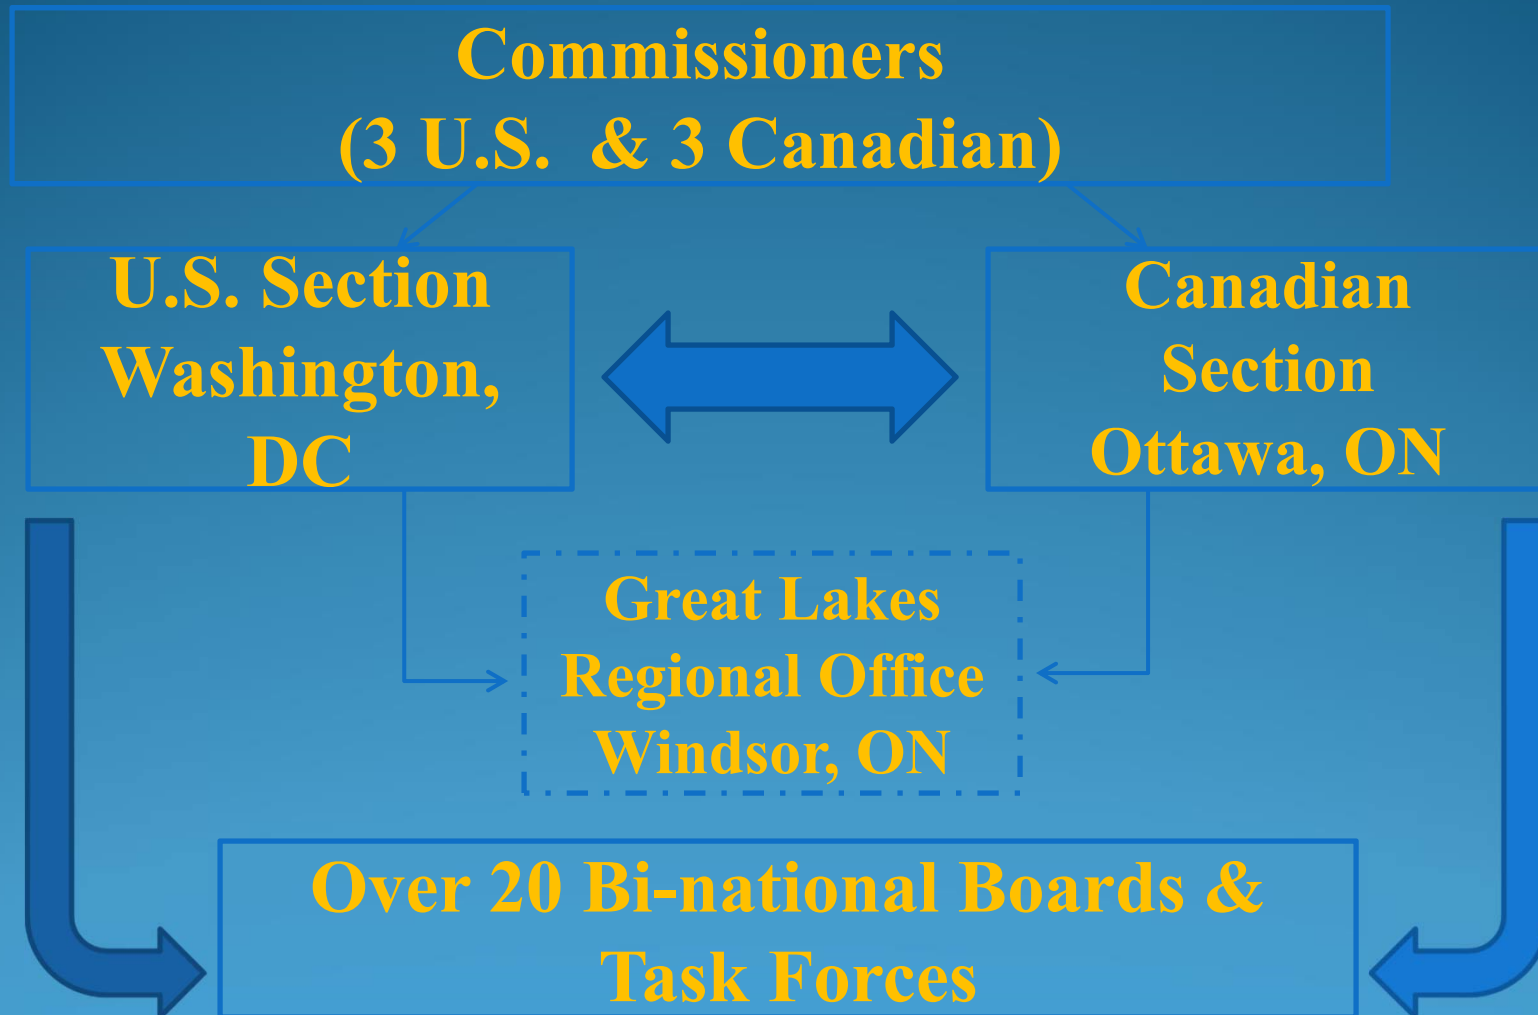 Commissioners
(3 U.S.  & 3 Canadian)
U.S. Section
Washington,
DC
Canadian
Section
Ottawa, ON
Great Lakes
Regional Office
Windsor, ON
Over 20 Bi-national Boards &
Task Forces